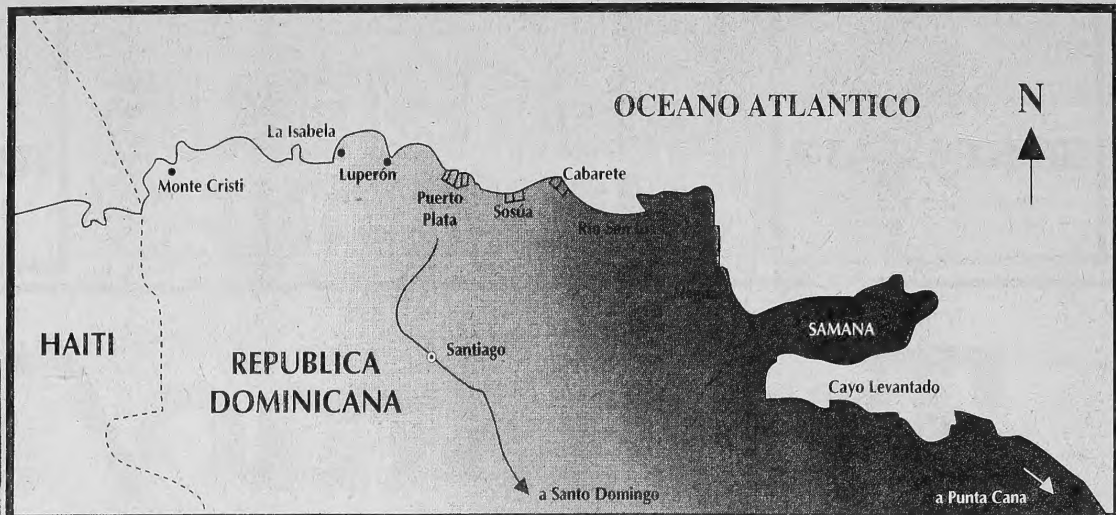 OCEANO ATLANTICO
N
La Isabela
Monte Cristi
Luperón
Puerto
Plata
Sosúa
Cabarete
HAITI
REPUBLICA
DOMINICANA
Santiago
SAMANA
Cayo Levantado
a Santo Domingo
a Punta Cana